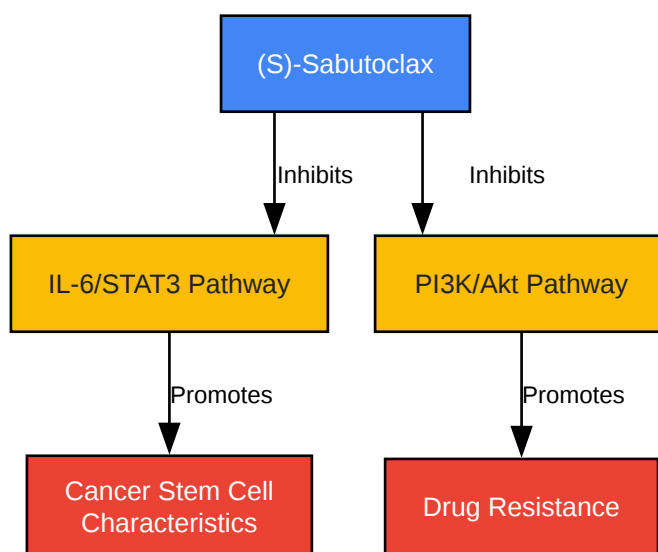 (S)-Sabutoclax
Inhibits
Inhibits
IL-6/STAT3 Pathway
PI3K/Akt Pathway
Promotes
Promotes
Cancer Stem Cell
Characteristics
Drug Resistance